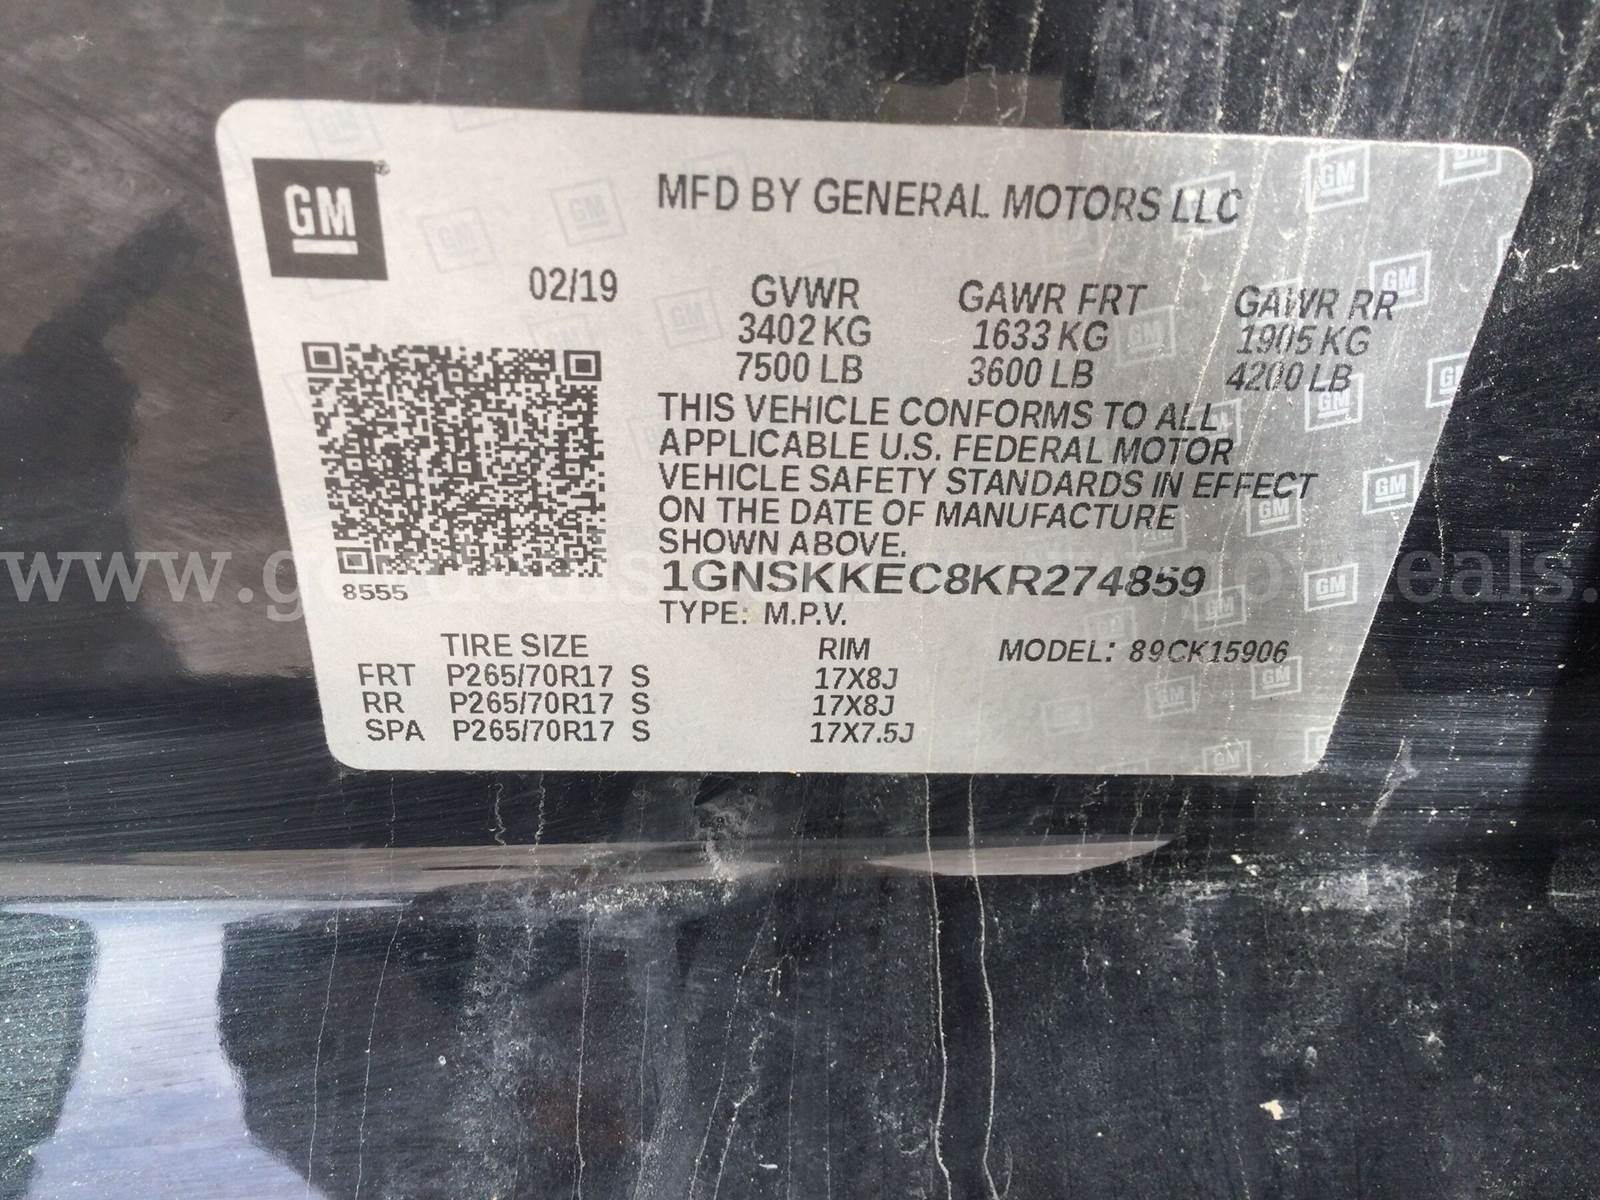 GM
MFD BY GENERAL MOTORS LLC
02/19
GVWR GAWR FRT GAWR RR
3402 KG 1633 KG 1905 KG
7500 LB 3600 LB 4200 LB
THIS VEHICLE CONFORMS TO ALL
APPLICABLE U.S. FEDERAL MOTOR
VEHICLE SAFETY STANDARDS IN EFFECT
ON THE DATE OF MANUFACTURE
SHOWN ABOVE.
8555
1GNSKKEC8KR274859
TYPE: M.P.V.
TIRE SIZE RIM MODEL: 89CK15906
FRT P265/70R17 S 17X8J
RR P265/70R17 S 17X8J
SPA P265/70R17 S 17X7.5J